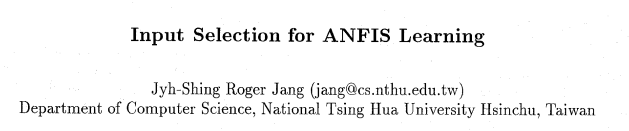 Input Selection for ANFIS Learning
Jyh-Shing Roger Jang (jang@cs.nthu.edu.tw)
Department of Computer Science, National Tsing Hua University Hsinchu, Taiwan